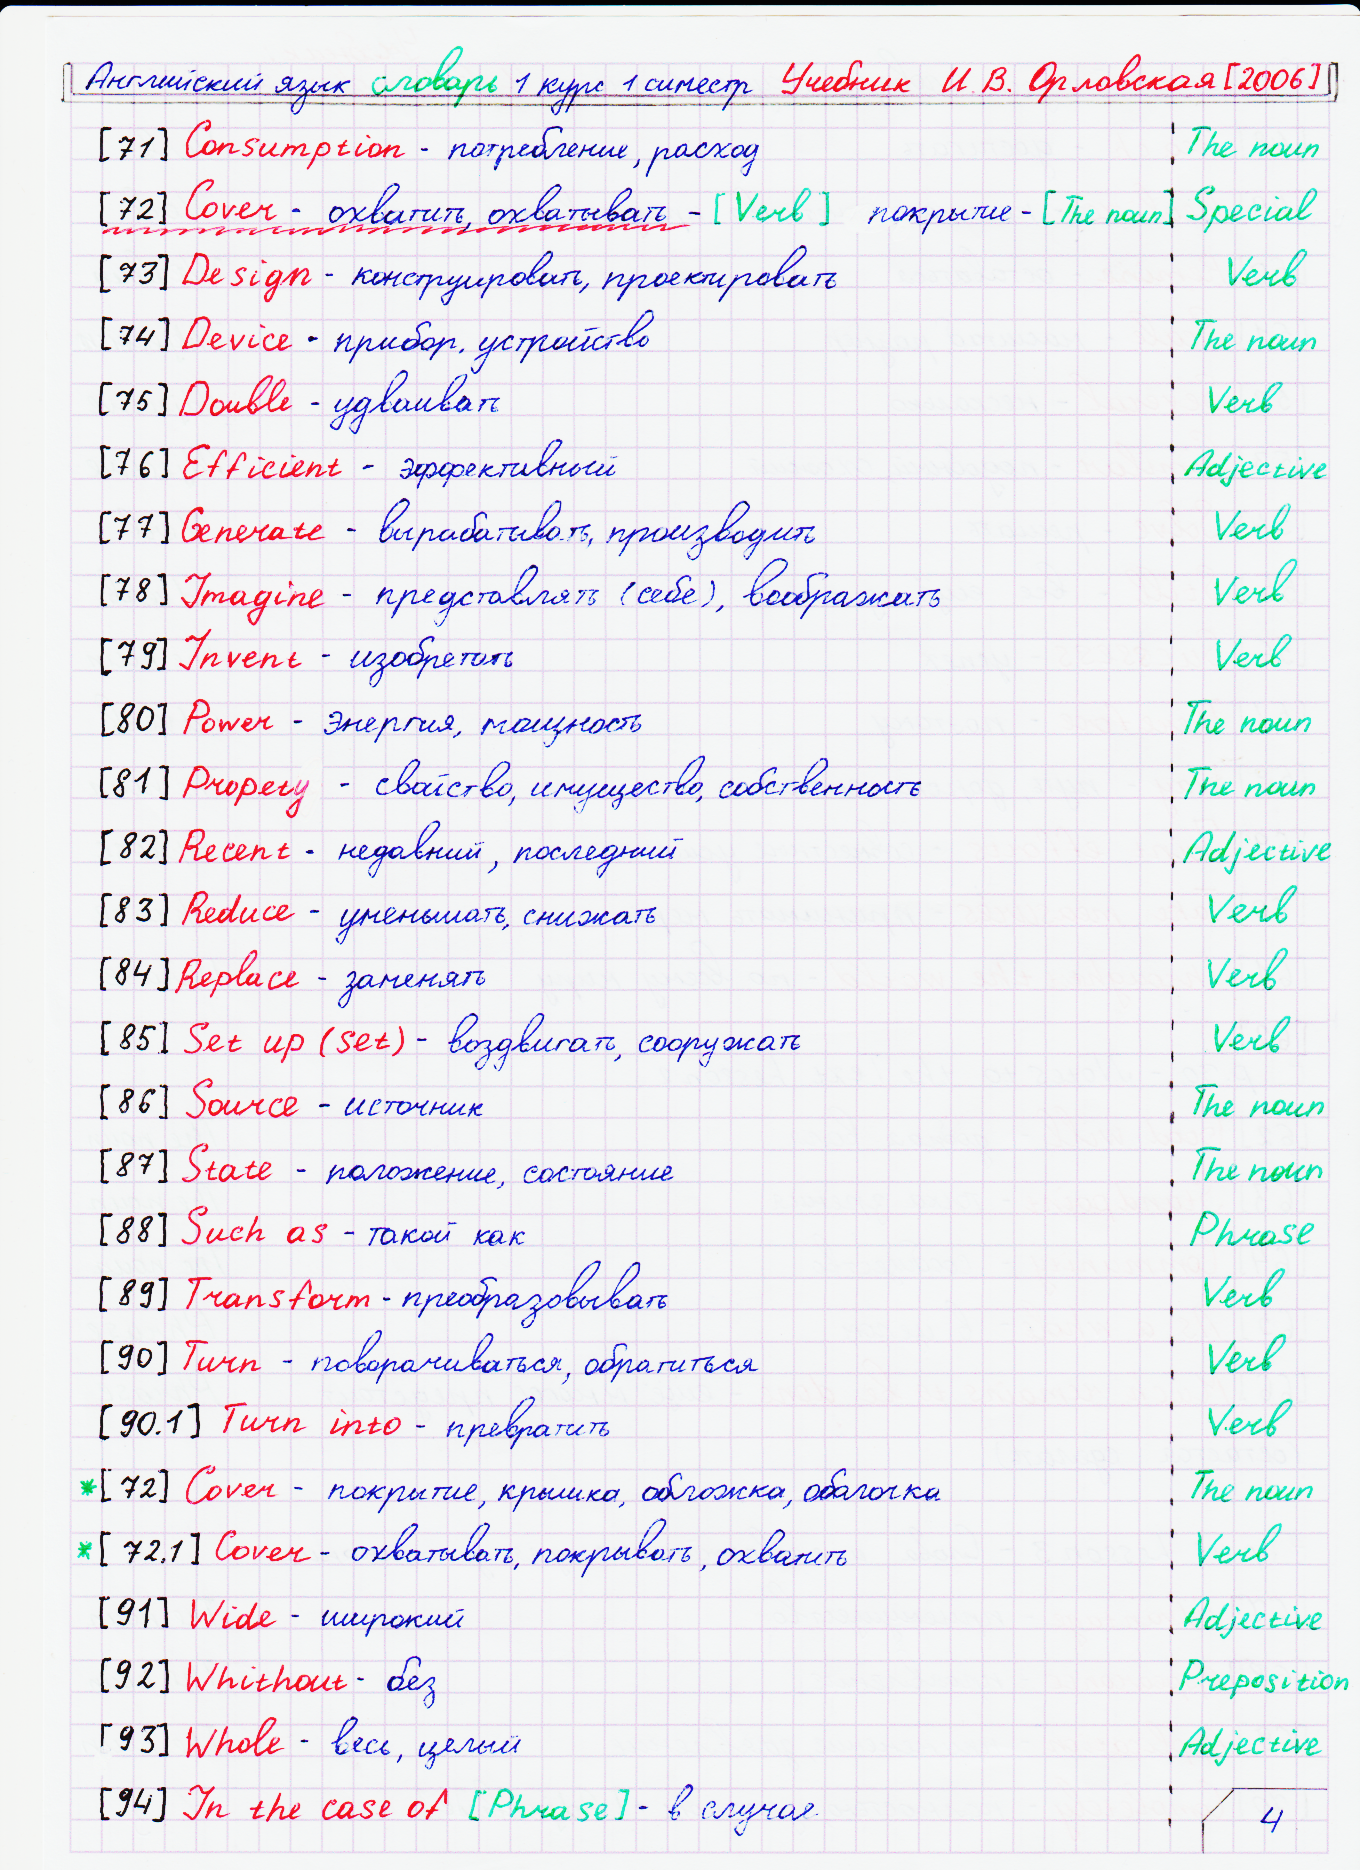 Английский язык словарь 1 курс 1 симестр Учебник И. В. Орловская [2006]
[71] Consumption - потребление, расход The noun
[72] Cover - охватить, охватывать - [Verb] покрытие - [The noun] Special
[73] Design - конструировать, проектировать Verb
[74] Device - прибор, устройство The noun
[75] Double - удваивать Verb
[76] Efficient - эффективный Adjective
[77] Generate - вырабатывать, производить Verb
[78] Imagine - представлять (себе), воображать Verb
[79] Invent - изобретать Verb
[80] Power - энергия, мощность The noun
[81] Propety - свойство, имущество, собственность The noun
[82] Recent - недавний, последний Adjective
[83] Reduce - уменьшать, снижать Verb
[84] Replace - заменять Verb
[85] Set up (set) - воздвигать, сооружать Verb
[86] Source - источник The noun
[87] State - положение, состояние The noun
[88] Such as - такой как Phrase
[89] Transform - преобразовывать Verb
[90] Turn - поворачиваться, обратиться Verb
[90.1] Turn into - превратить Verb
*[72] Cover - покрытие, крышка, обложка, обалочка The noun
*[72.1] Cover - охватывать, покрывать, охватить Verb
[91] Wide - широкий Adjective
[92] Whithout - без Preposition
[93] Whole - весь, целый Adjective
[94] In the case of [Phrase] - в случае
4